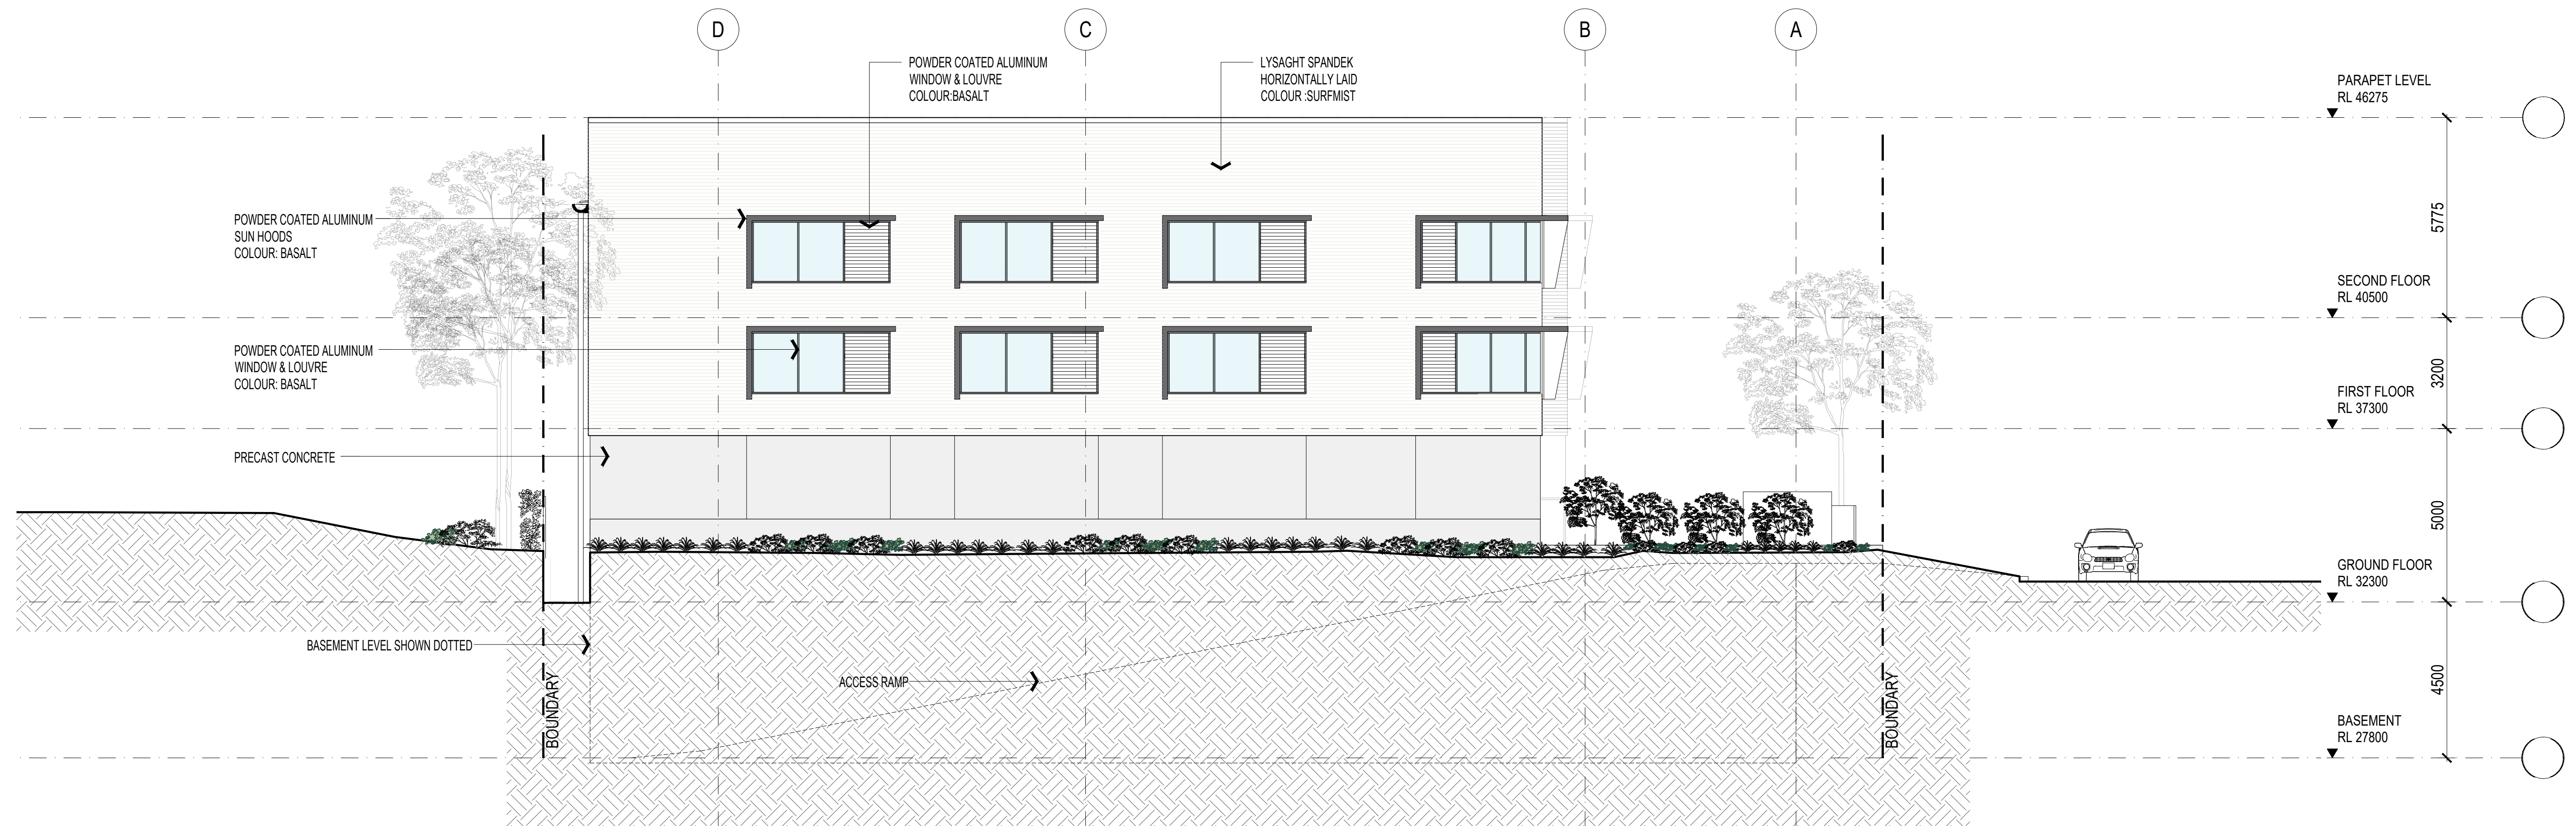 D
C
B
A
POWDER COATED ALUMINUM
WINDOW & LOUVRE
COLOUR:BASALT
LYSAGHT SPANDEK
HORIZONTALLY LAID
COLOUR :SURFMIST
PARAPET LEVEL
RL 46275
POWDER COATED ALUMINUM
SUN HOODS
COLOUR: BASALT
5775
SECOND FLOOR
RL 40500
POWDER COATED ALUMINUM
WINDOW & LOUVRE
COLOUR: BASALT
3200
FIRST FLOOR
RL 37300
PRECAST CONCRETE
5000
GROUND FLOOR
RL 32300
BASEMENT LEVEL SHOWN DOTTED
ACCESS RAMP
4500
BOUNDARY
BOUNDARY
BASEMENT
RL 27800